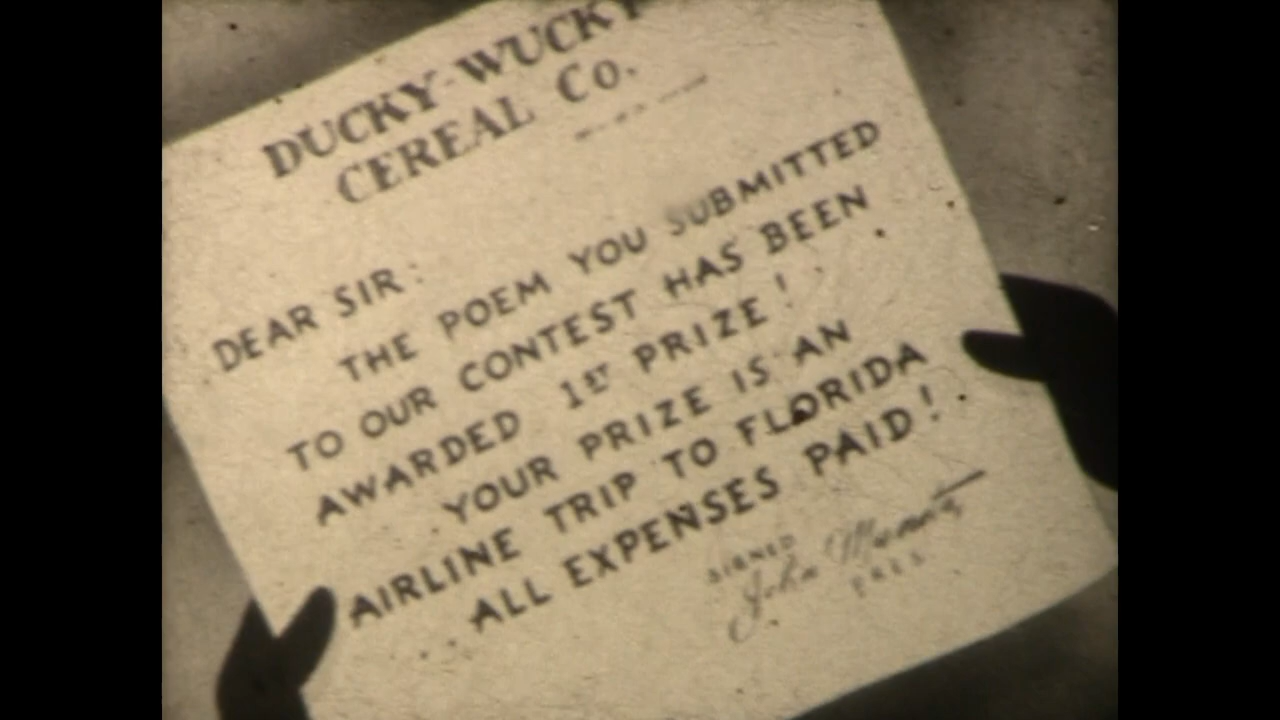 DUCKY-WUCKY
CEREAL Co.
DEAR SIR:
THE POEM YOU SUBMITTED
TO OUR CONTEST HAS BEEN
AWARDED 1ST PRIZE!
YOUR PRIZE IS AN
AIRLINE TRIP TO FLORIDA
ALL EXPENSES PAID!
SIGNED
John
PRES.